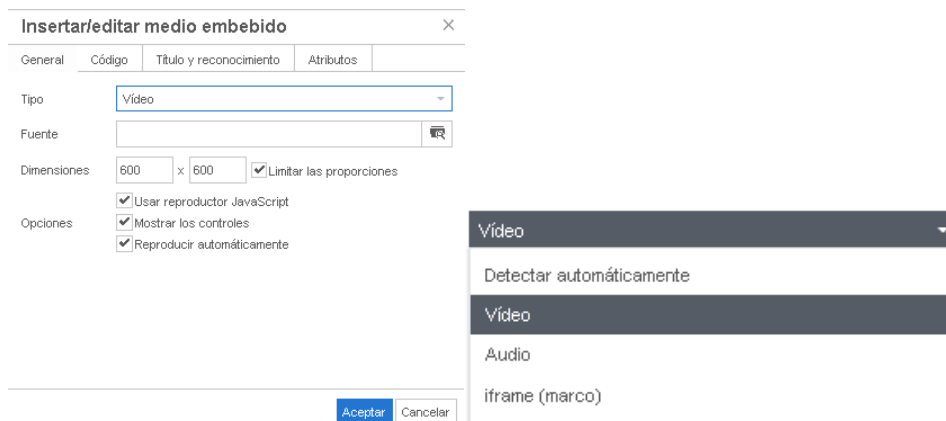 Insertar/editar medio embebido
General Código Título y reconocimiento Atributos
Tipo Vídeo
Fuente
Dimensiones 600 x 600 Limitar las proporciones
Usar reproductor JavaScript
Opciones Mostrar los controles
Reproducir automáticamente
Aceptar Cancelar
Vídeo
Detectar automáticamente
Vídeo
Audio
iframe (marco)